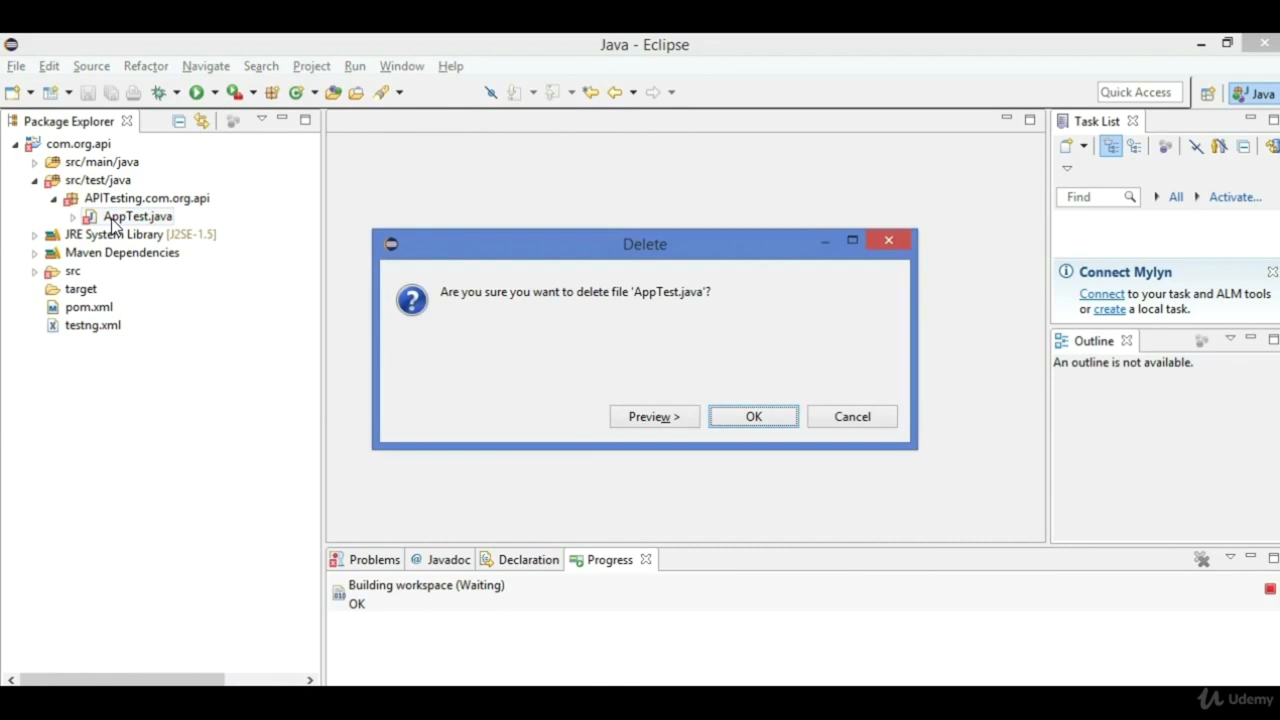 Java - Eclipse
File Edit Source Refactor Navigate Search Project Run Window Help
Quick Access
Java
Package Explorer
com.org.api
src/main/java
src/test/java
APITesting.com.org.api
AppTest.java
JRE System Library [J2SE-1.5]
Maven Dependencies
src
target
pom.xml
testng.xml
Delete
Are you sure you want to delete file 'AppTest.java'?
Preview > OK Cancel
Task List
Find All Activate...
Connect Mylyn
Connect to your task and ALM tools
or create a local task.
Outline
An outline is not available.
Problems @ Javadoc Declaration Progress
Building workspace (Waiting)
OK
Udemy